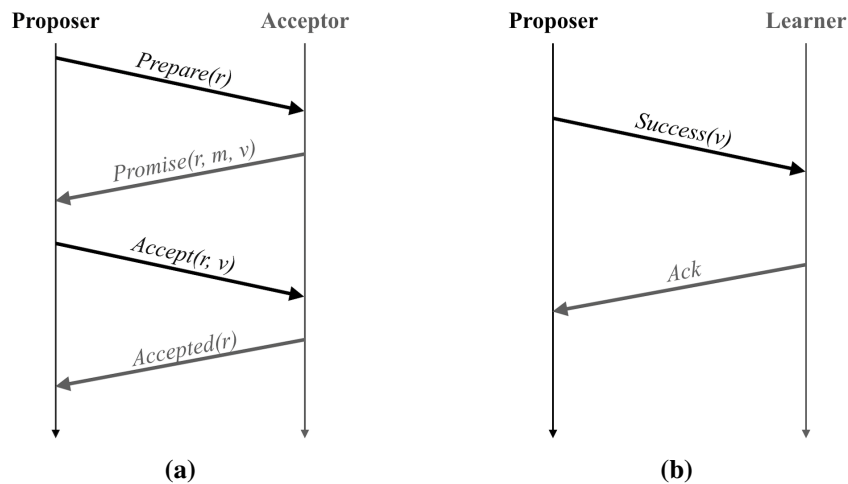 Proposer Acceptor
Prepare(r)
Promise(r, m, v)
Accept(r, v)
Accepted(r)
(a)
Proposer Learner
Success(v)
Ack
(b)